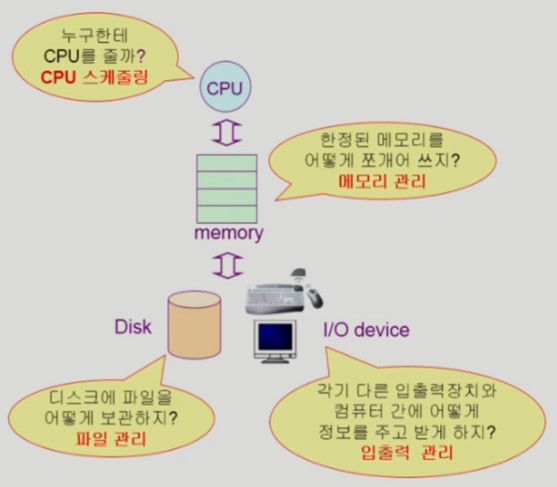 누구한테
CPU를 줄까?
CPU 스케줄링
CPU
한정된 메모리를
어떻게 쪼개어 쓰지?
메모리 관리
memory
Disk
I/O device
디스크에 파일을
어떻게 보관하지?
파일 관리
각기 다른 입출력장치와
컴퓨터 간에 어떻게
정보를 주고 받게 하지?
입출력 관리